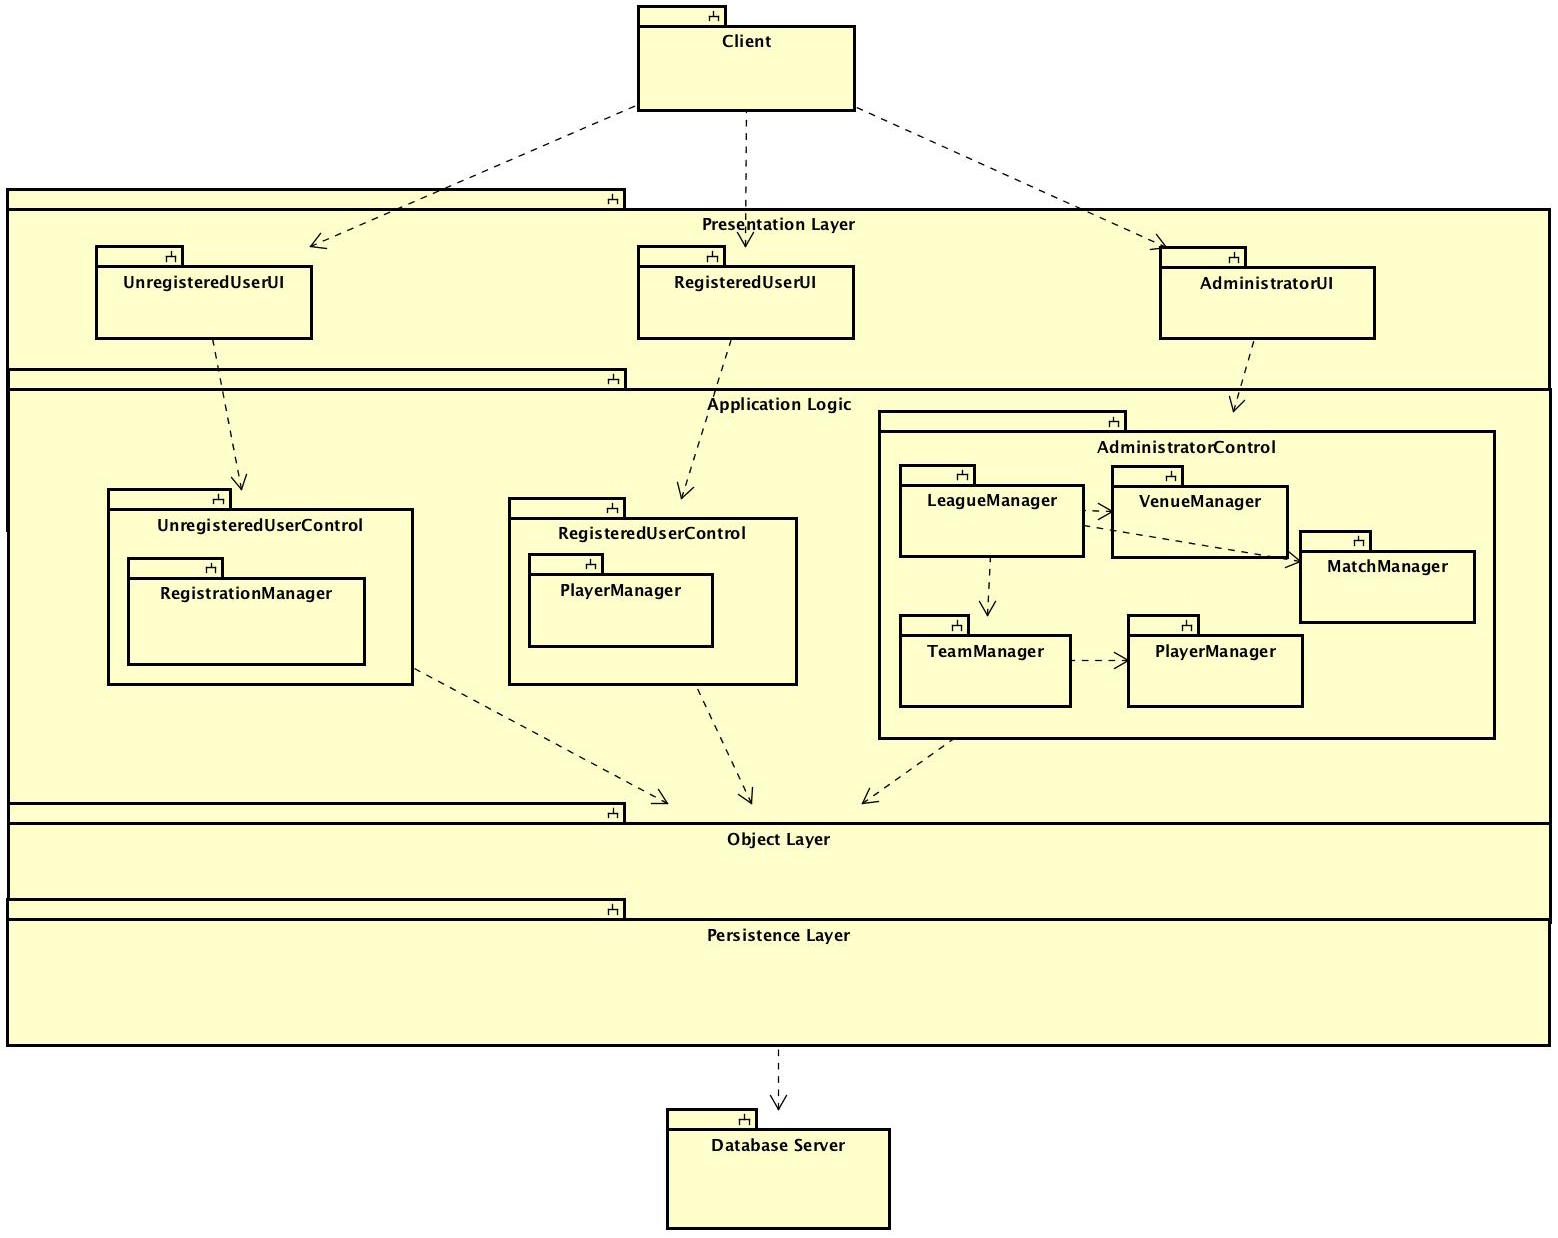 Client
Presentation Layer
UnregisteredUserUI
RegisteredUserUI
AdministratorUI
Application Logic
AdministratorControl
LeagueManager
VenueManager
UnregisteredUserControl
RegisteredUserControl
MatchManager
RegistrationManager
PlayerManager
TeamManager
PlayerManager
Object Layer
Persistence Layer
Database Server